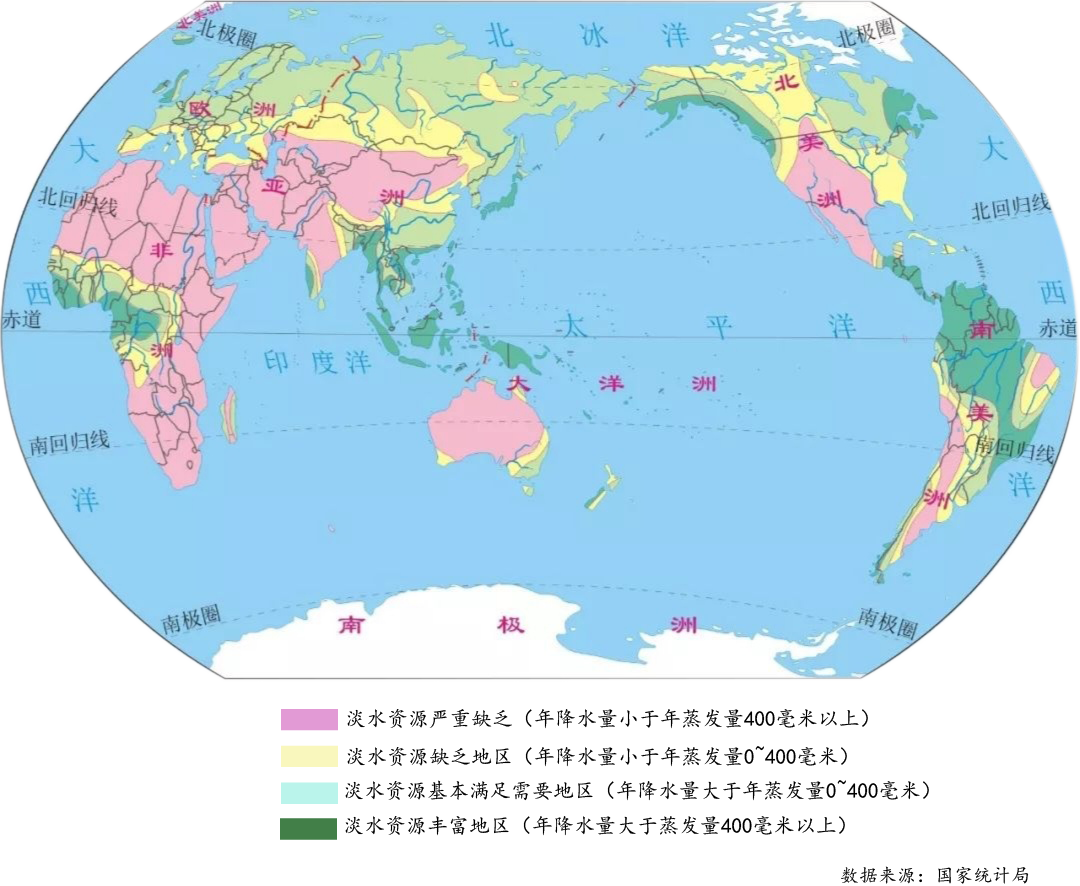 北美洲
北极圈
北冰洋
北极圈
北
欧洲
大
美
大
亚洲
洲
北回归线
北回归线
非
西
西
赤道
太平洋
南
赤道
洲
印度洋
大洋洲
美
南回归线
南回归线
洋
洲
洋
南极圈
南极洲
南极圈
淡水资源严重缺乏（年降水量小于年蒸发量400毫米以上）
淡水资源缺乏地区（年降水量小于年蒸发量0~400毫米）
淡水资源基本满足需要地区（年降水量大于年蒸发量0~400毫米）
淡水资源丰富地区（年降水量大于蒸发量400毫米以上）
数据来源：国家统计局